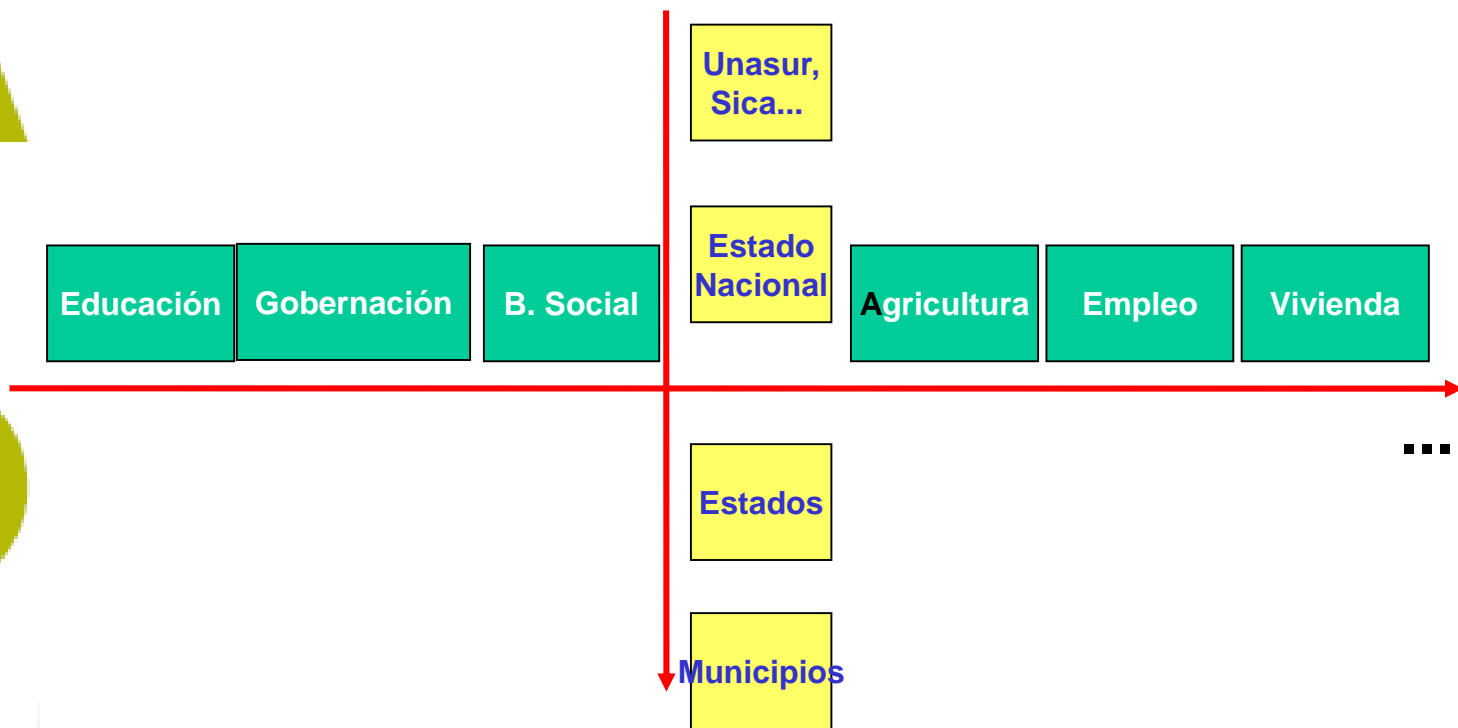 Unasur,
Sica...
Estado
Nacional
Educación
Gobernación
B. Social
Agricultura
Empleo
Vivienda
...
Estados
Municipios